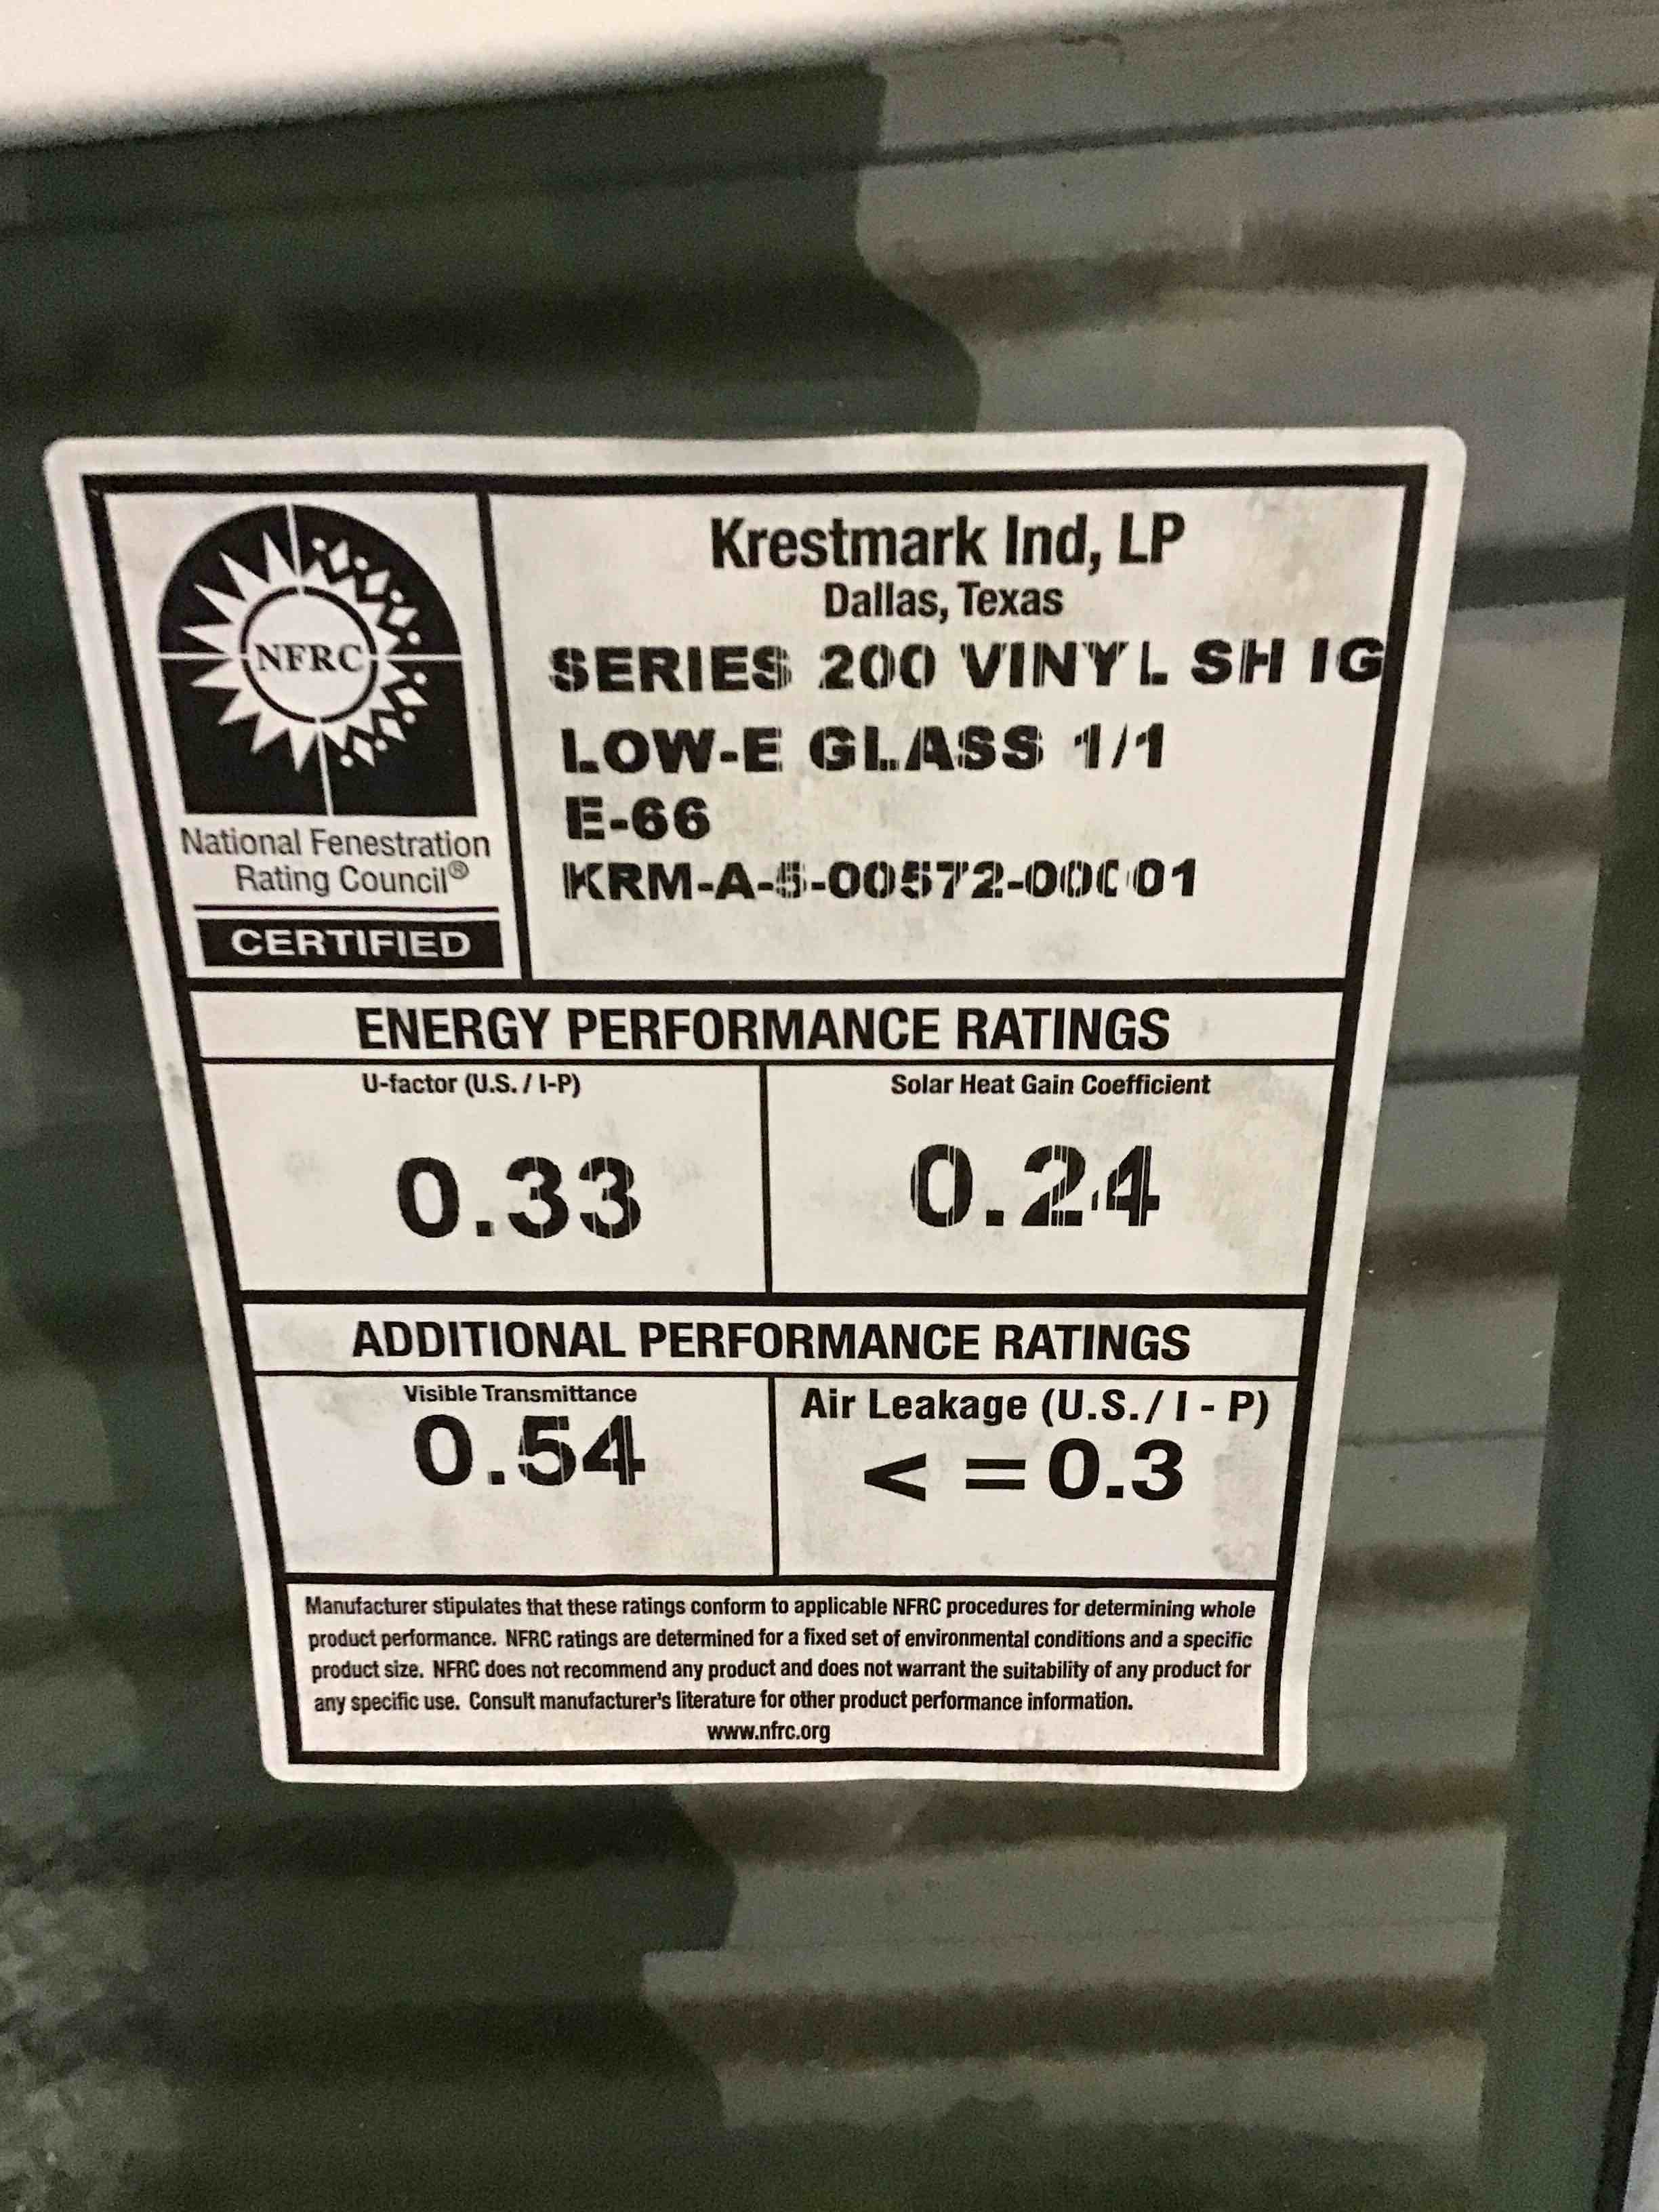 NFRC
National Fenestration
Rating Council®
CERTIFIED
Krestmark Ind, LP
Dallas, Texas
SERIES 200 VINYL SH IG
LOW-E GLASS 1/1
E-66
KRM-A-5-00572-00001
ENERGY PERFORMANCE RATINGS
U-factor (U.S. / I-P)
0.33
Solar Heat Gain Coefficient
0.24
ADDITIONAL PERFORMANCE RATINGS
Visible Transmittance
0.54
Air Leakage (U.S./ I - P)
< = 0.3
Manufacturer stipulates that these ratings conform to applicable NFRC procedures for determining whole
product performance. NFRC ratings are determined for a fixed set of environmental conditions and a specific
product size. NFRC does not recommend any product and does not warrant the suitability of any product for
any specific use. Consult manufacturer's literature for other product performance information.
www.nfrc.org